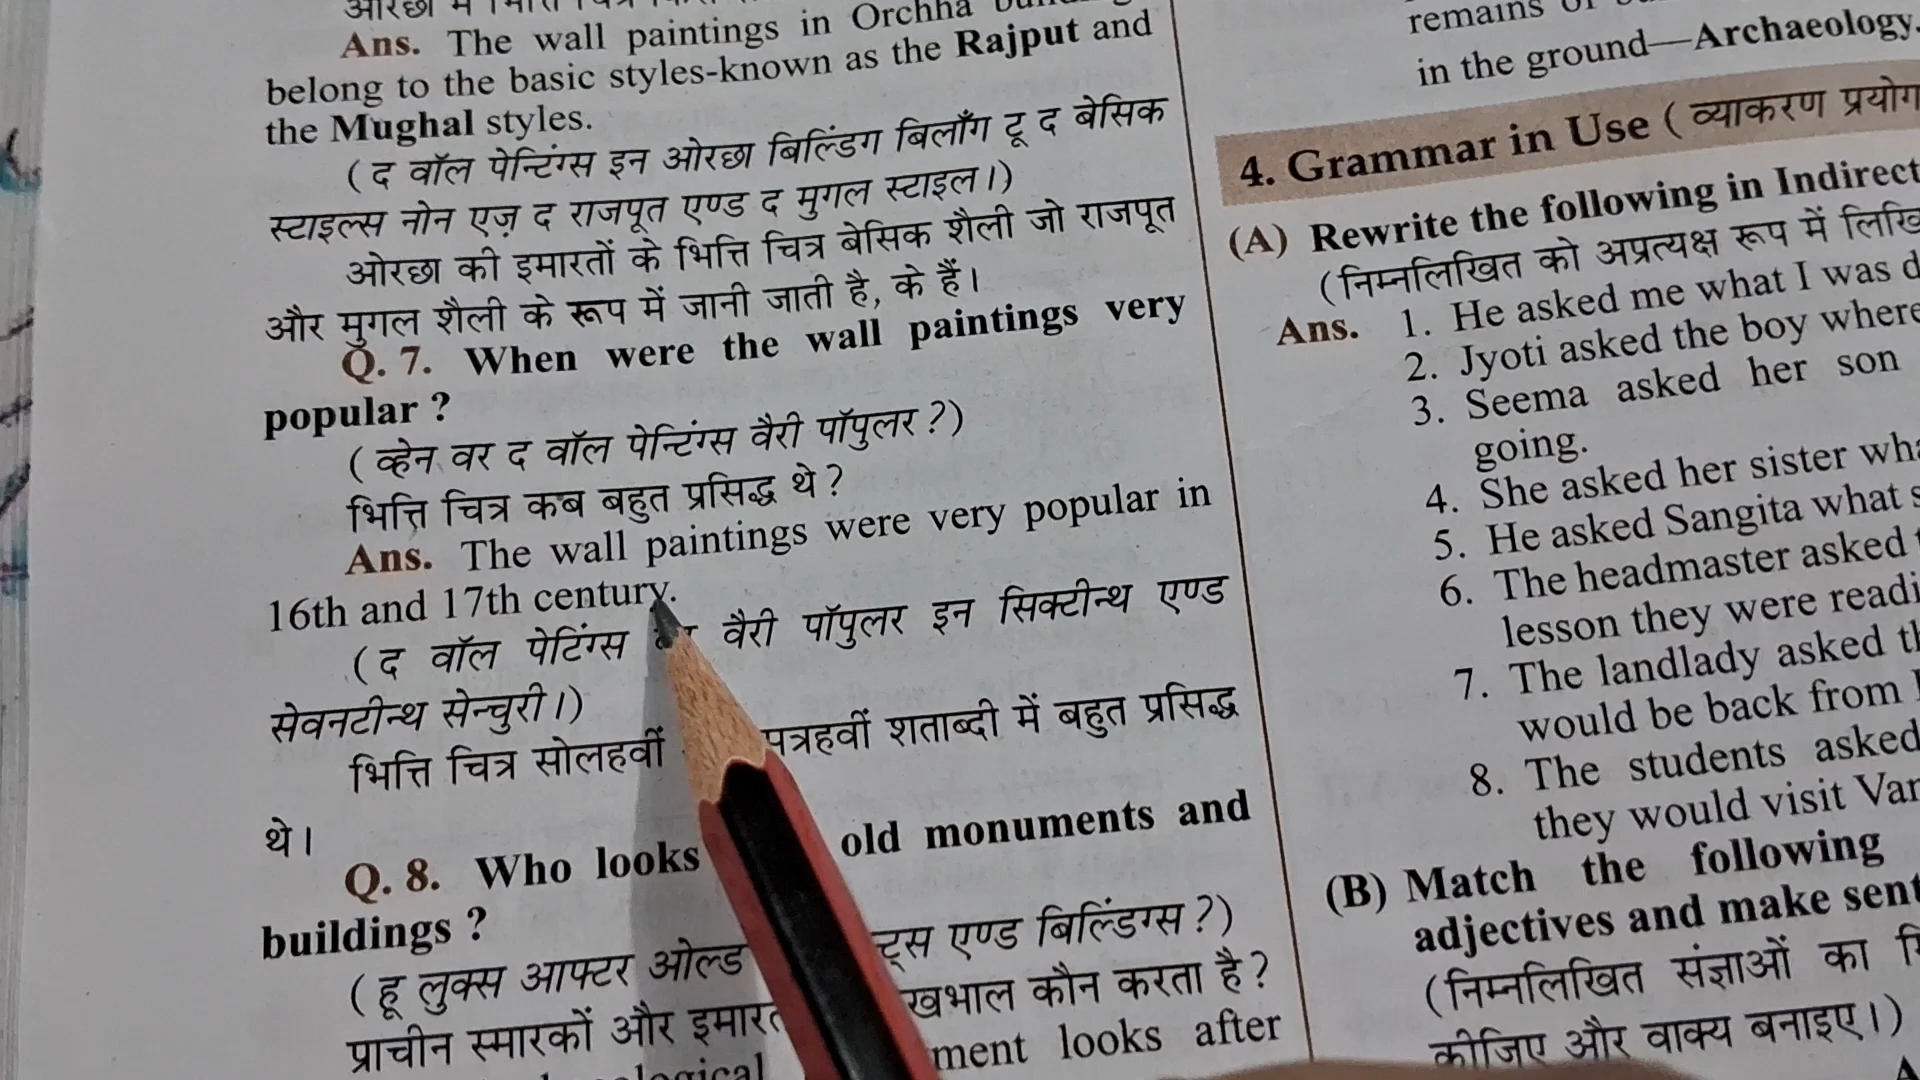 Ans. The wall paintings in Orchha
belong to the basic styles-known as the Rajput and
the Mughal styles.
( द वॉल पेन्टिंग्स इन ओरछा बिल्डिंग बिलाँग टू द बेसिक
स्टाइल्स नोन एज़ द राजपूत एण्ड द मुगल स्टाइल।)
ओरछा की इमारतों के भित्ति चित्र बेसिक शैली जो राजपूत
और मुगल शैली के रूप में जानी जाती है, के हैं।
Q. 7. When were the wall paintings very
popular ?
( व्हेन वर द वॉल पेन्टिंग्स वैरी पॉपुलर ?)
भित्ति चित्र कब बहुत प्रसिद्ध थे ?
Ans. The wall paintings were very popular in
16th and 17th century.
( द वॉल पेटिंग्स वैरी पॉपुलर इन सिक्टीन्थ एण्ड
सेवनटीन्थ सेन्चुरी।)
भित्ति चित्र सोलहवीं शताब्दी में बहुत प्रसिद्ध
थे।
Q. 8. Who looks old monuments and
buildings ?
( हू लुक्स आफ्टर ओल्ड एण्ड बिल्डिंग्स ?)
प्राचीन स्मारकों और कौन करता है ?
looks after
remains
in the ground—Archaeology.
4. Grammar in Use ( व्याकरण प्रयोग
(A) Rewrite the following in Indirect
(निम्नलिखित को अप्रत्यक्ष रूप में
Ans. 1. He asked me what I was
2. Jyoti asked the boy where
3. Seema asked her son
going.
4. She asked her sister
5. He asked Sangita what
6. The headmaster asked
lesson they were
7. The landlady asked
would be back from
8. The students asked
they would visit
(B) Match the following
adjectives and make
(निम्नलिखित संज्ञाओं का
कीजिए और वाक्य बनाइए।)